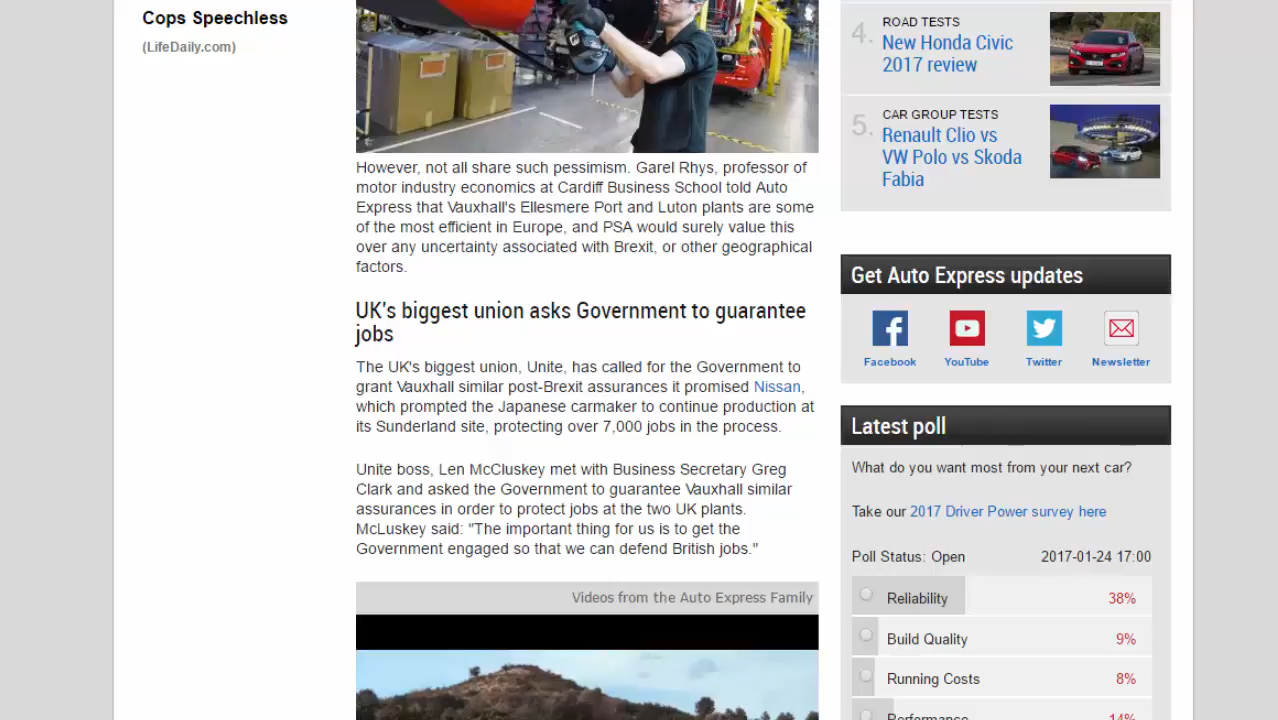 Cops Speechless
(LifeDaily.com)
However, not all share such pessimism. Garel Rhys, professor of
motor industry economics at Cardiff Business School told Auto
Express that Vauxhall's Ellesmere Port and Luton plants are some
of the most efficient in Europe, and PSA would surely value this
over any uncertainty associated with Brexit, or other geographical
factors.
UK's biggest union asks Government to guarantee
jobs
The UK's biggest union, Unite, has called for the Government to
grant Vauxhall similar post-Brexit assurances it promised Nissan,
which prompted the Japanese carmaker to continue production at
its Sunderland site, protecting over 7,000 jobs in the process.
Unite boss, Len McCluskey met with Business Secretary Greg
Clark and asked the Government to guarantee Vauxhall similar
assurances in order to protect jobs at the two UK plants.
McLuskey said: "The important thing for us is to get the
Government engaged so that we can defend British jobs."
Videos from the Auto Express Family
4.
ROAD TESTS
New Honda Civic
2017 review
5.
CAR GROUP TESTS
Renault Clio vs
VW Polo vs Skoda
Fabia
Get Auto Express updates
Facebook YouTube Twitter Newsletter
Latest poll
What do you want most from your next car?
Take our 2017 Driver Power survey here
Poll Status: Open 2017-01-24 17:00
Reliability 38%
Build Quality 9%
Running Costs 8%
Performance 14%